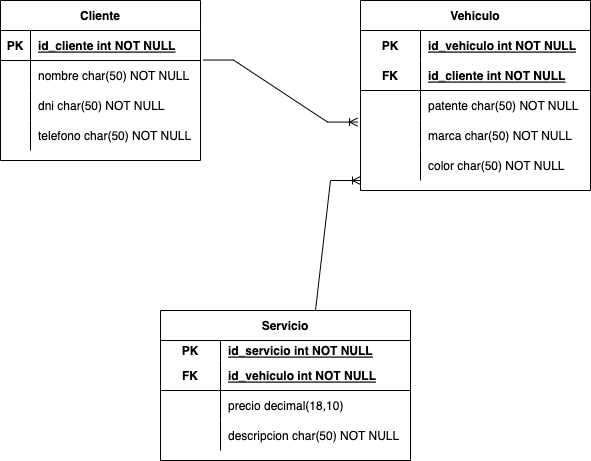 Cliente
PK id_cliente int NOT NULL
nombre char(50) NOT NULL
dni char(50) NOT NULL
telefono char(50) NOT NULL
Vehiculo
PK id_vehiculo int NOT NULL
FK id_cliente int NOT NULL
patente char(50) NOT NULL
marca char(50) NOT NULL
color char(50) NOT NULL
Servicio
PK id_servicio int NOT NULL
FK id_vehiculo int NOT NULL
precio decimal(18,10)
descripcion char(50) NOT NULL